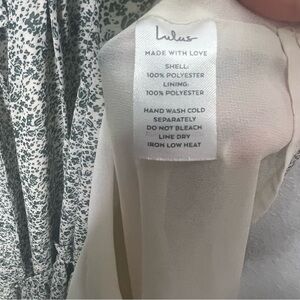 Lulus
MADE WITH LOVE
SHELL:
100% POLYESTER
LINING:
100% POLYESTER
HAND WASH COLD
SEPARATELY
DO NOT BLEACH
LINE DRY
IRON LOW HEAT